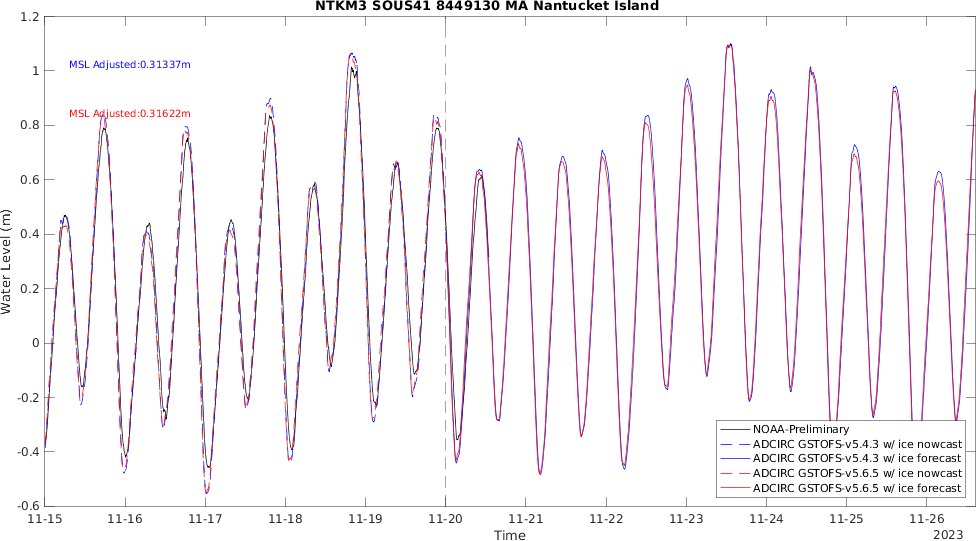 NTKM3 SOUS41 8449130 MA Nantucket Island
1.2
1
0.8
0.6
0.4
0.2
0
-0.2
-0.4
-0.6
Water Level (m)
MSL Adjusted:0.31337m
MSL Adjusted:0.31622m
NOAA-Preliminary
ADCIRC GSTOFS-v5.4.3 w/ ice nowcast
ADCIRC GSTOFS-v5.4.3 w/ ice forecast
ADCIRC GSTOFS-v5.6.5 w/ ice nowcast
ADCIRC GSTOFS-v5.6.5 w/ ice forecast
11-15 11-16 11-17 11-18 11-19 11-20 11-21 11-22 11-23 11-24 11-25 11-26
Time
2023